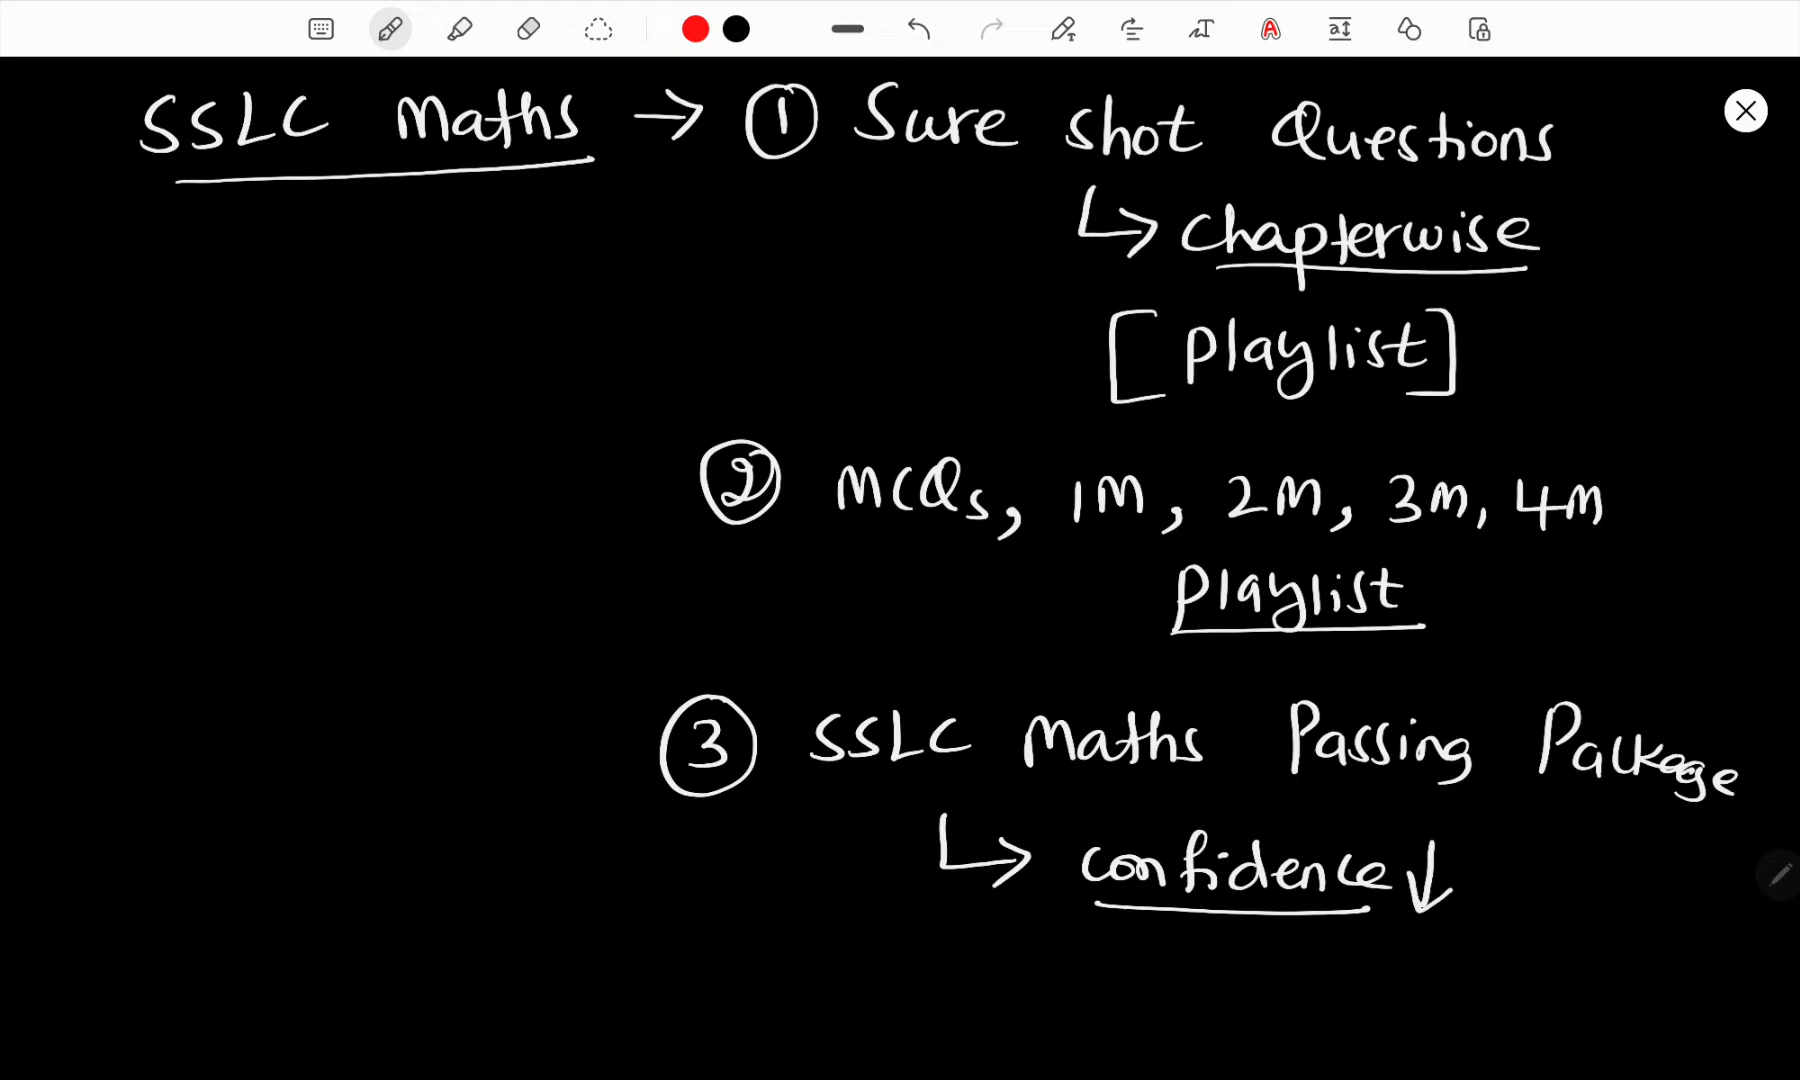 SSLC Maths → ① Sure shot Questions
↳ Chapterwise
[Playlist]
② MCQs, 1M, 2M, 3M, 4M
Playlist
③ SSLC Maths Passing Package
↳ confidence ↓